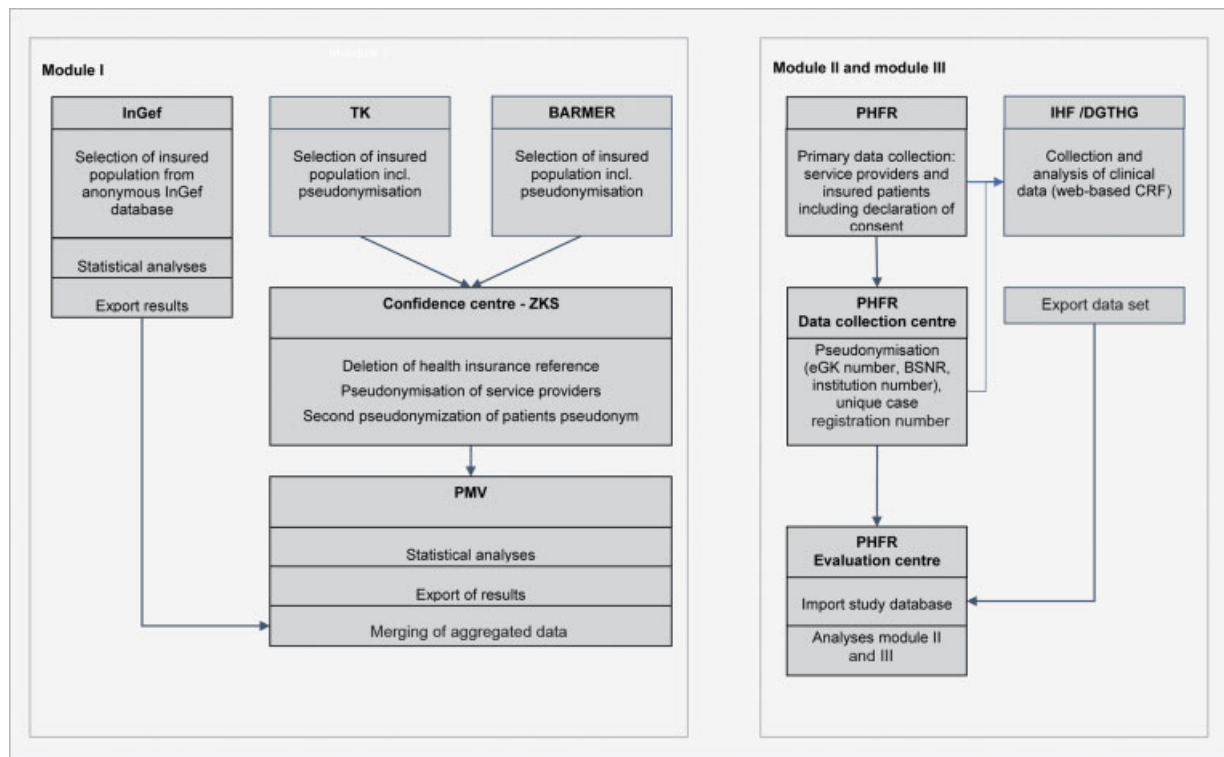 Module I
InGef
Selection of insured
population from
anonymous InGef
database
Statistical analyses
Export results
TK
Selection of insured
population incl.
pseudonymisation
BARMER
Selection of insured
population incl.
pseudonymisation
Confidence centre - ZKS
Deletion of health insurance reference
Pseudonymisation of service providers
Second pseudonymization of patients pseudonym
PMV
Statistical analyses
Export of results
Merging of aggregated data
Module II and module III
PHFR
Primary data collection:
service providers and
insured patients
including declaration of
consent
IHF /DGTHG
Collection and
analysis of clinical
data (web-based CRF)
PHFR
Data collection centre
Pseudonymisation
(eGK number, BSNR,
institution number),
unique case
registration number
Export data set
PHFR
Evaluation centre
Import study database
Analyses module II
and III